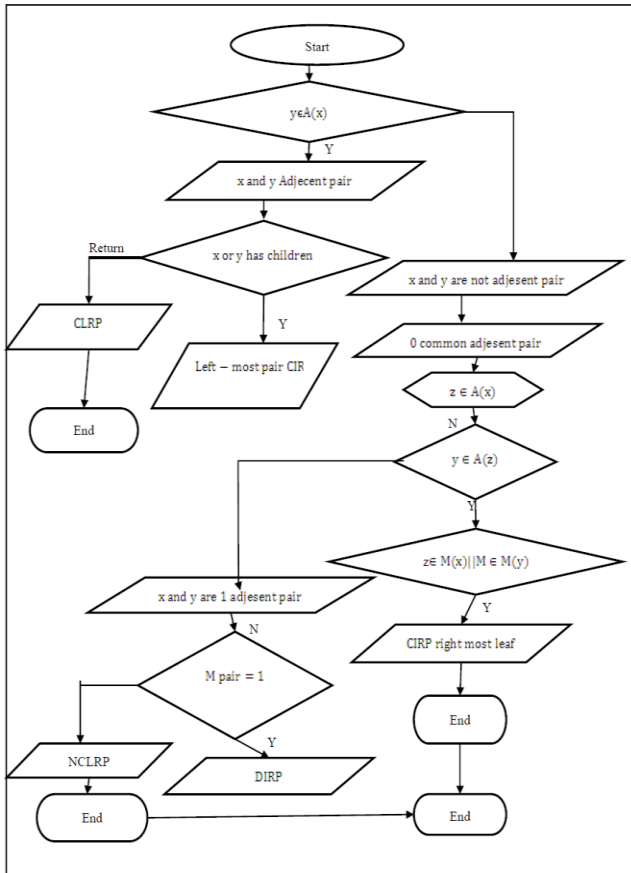 Start
yϵA(x)
Y
x and y Adjecent pair
Return
x or y has children
x and y are not adjesent pair
CLRP
Y
0 common adjesent pair
Left − most pair CIR
z ∈ A(x)
End
N
y ∈ A(z)
Y
z∈ M(x)||M ∈ M(y)
x and y are 1 adjesent pair
Y
N
CIRP right most leaf
M pair = 1
End
Y
NCLRP
DIRP
End
End